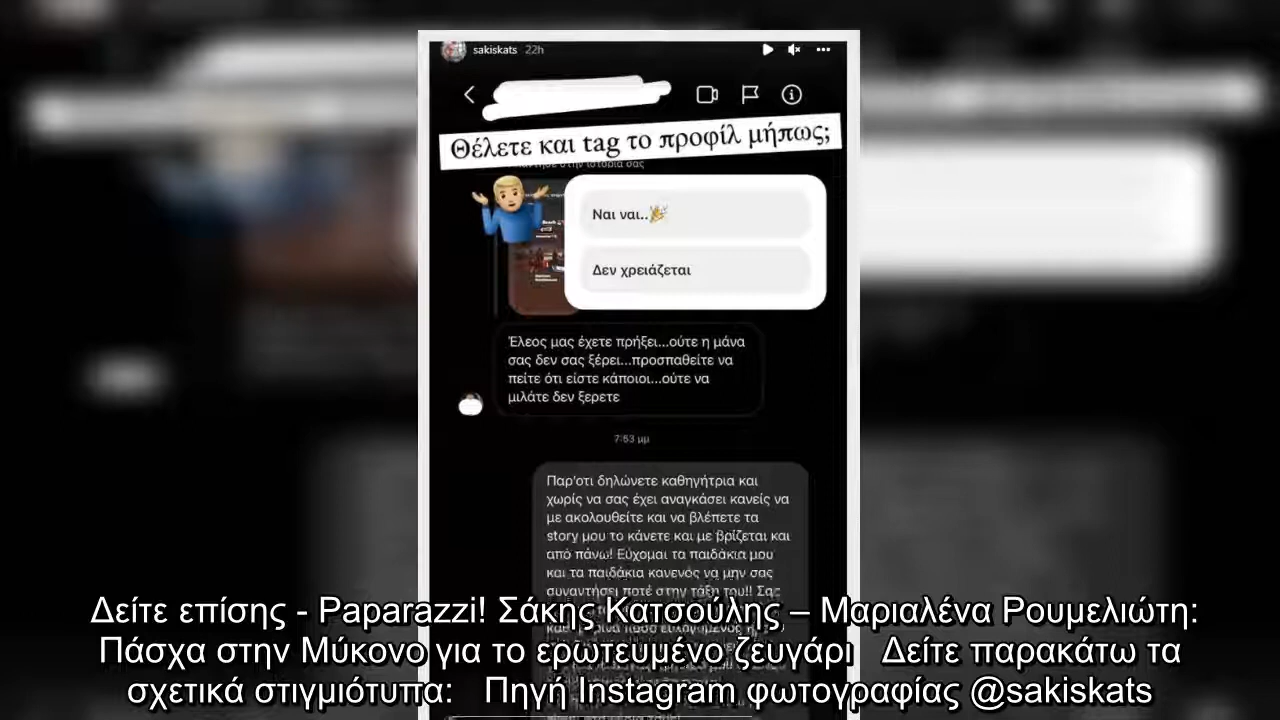 sakiskats 22h
Θέλετε και tag το προφίλ μήπως;
στην ιστορία σας
Ναι ναι..🎉
Δεν χρειάζεται
Έλεος μας έχετε πρήξει...ούτε η μάνα
σας δεν σας ξέρει...προσπαθείτε να
πείτε ότι είστε κάποιοι...ούτε να
μιλάτε δεν ξερετε
7:53 μμ
Παρ'οτι δηλώνετε καθηγήτρια και
χωρίς να σας έχει αναγκάσει κανείς να
με ακολουθείτε και να βλέπετε τα
story μου το κάνετε και με βρίζεται και
από πάνω! Εύχομαι τα παιδάκια μου
και τα παιδάκια κανενός να μην σας
συναντήσει ποτέ στην τάξη του!! Σας
Δείτε επίσης - Paparazzi! Σάκης Κατσούλης – Μαριαλένα Ρουμελιώτη:
Πάσχα στην Μύκονο για το ερωτευμένο ζευγάρι Δείτε παρακάτω τα
σχετικά στιγμιότυπα: Πηγή Instagram φωτογραφίας @sakiskats